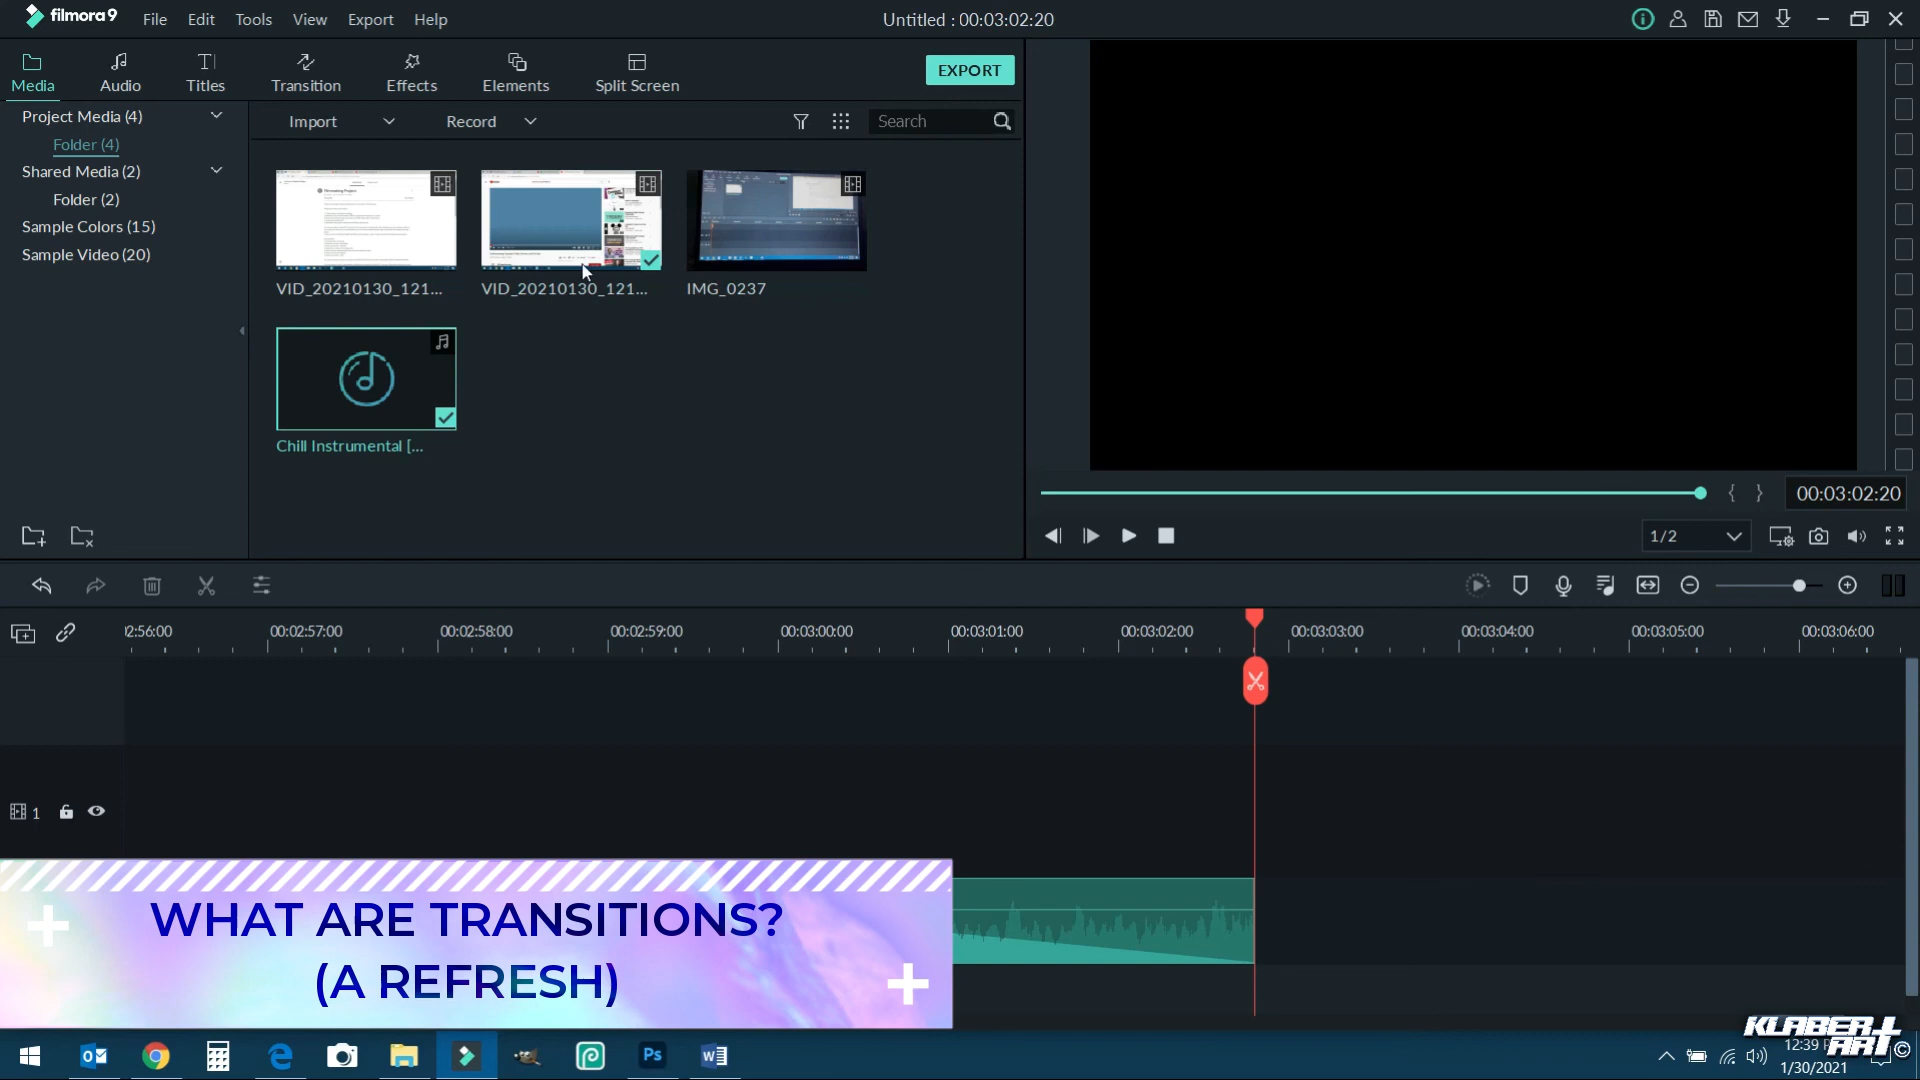 filmora9 File Edit Tools View Export Help Untitled : 00:03:02:20
Media Audio Titles Transition Effects Elements Split Screen EXPORT
Project Media (4)
Folder (4)
Shared Media (2)
Folder (2)
Sample Colors (15)
Sample Video (20)
Import Record Search
VID_20210130_121... VID_20210130_121... IMG_0237
Chill Instrumental [...
{ } 00:03:02:20
1/2
2:56:00 00:02:57:00 00:02:58:00 00:02:59:00 00:03:00:00 00:03:01:00 00:03:02:00 00:03:03:00 00:03:04:00 00:03:05:00 00:03:06:00
1
WHAT ARE TRANSITIONS?
(A REFRESH)
KLABER ART ©
Ps
12:39 P
1/30/2021